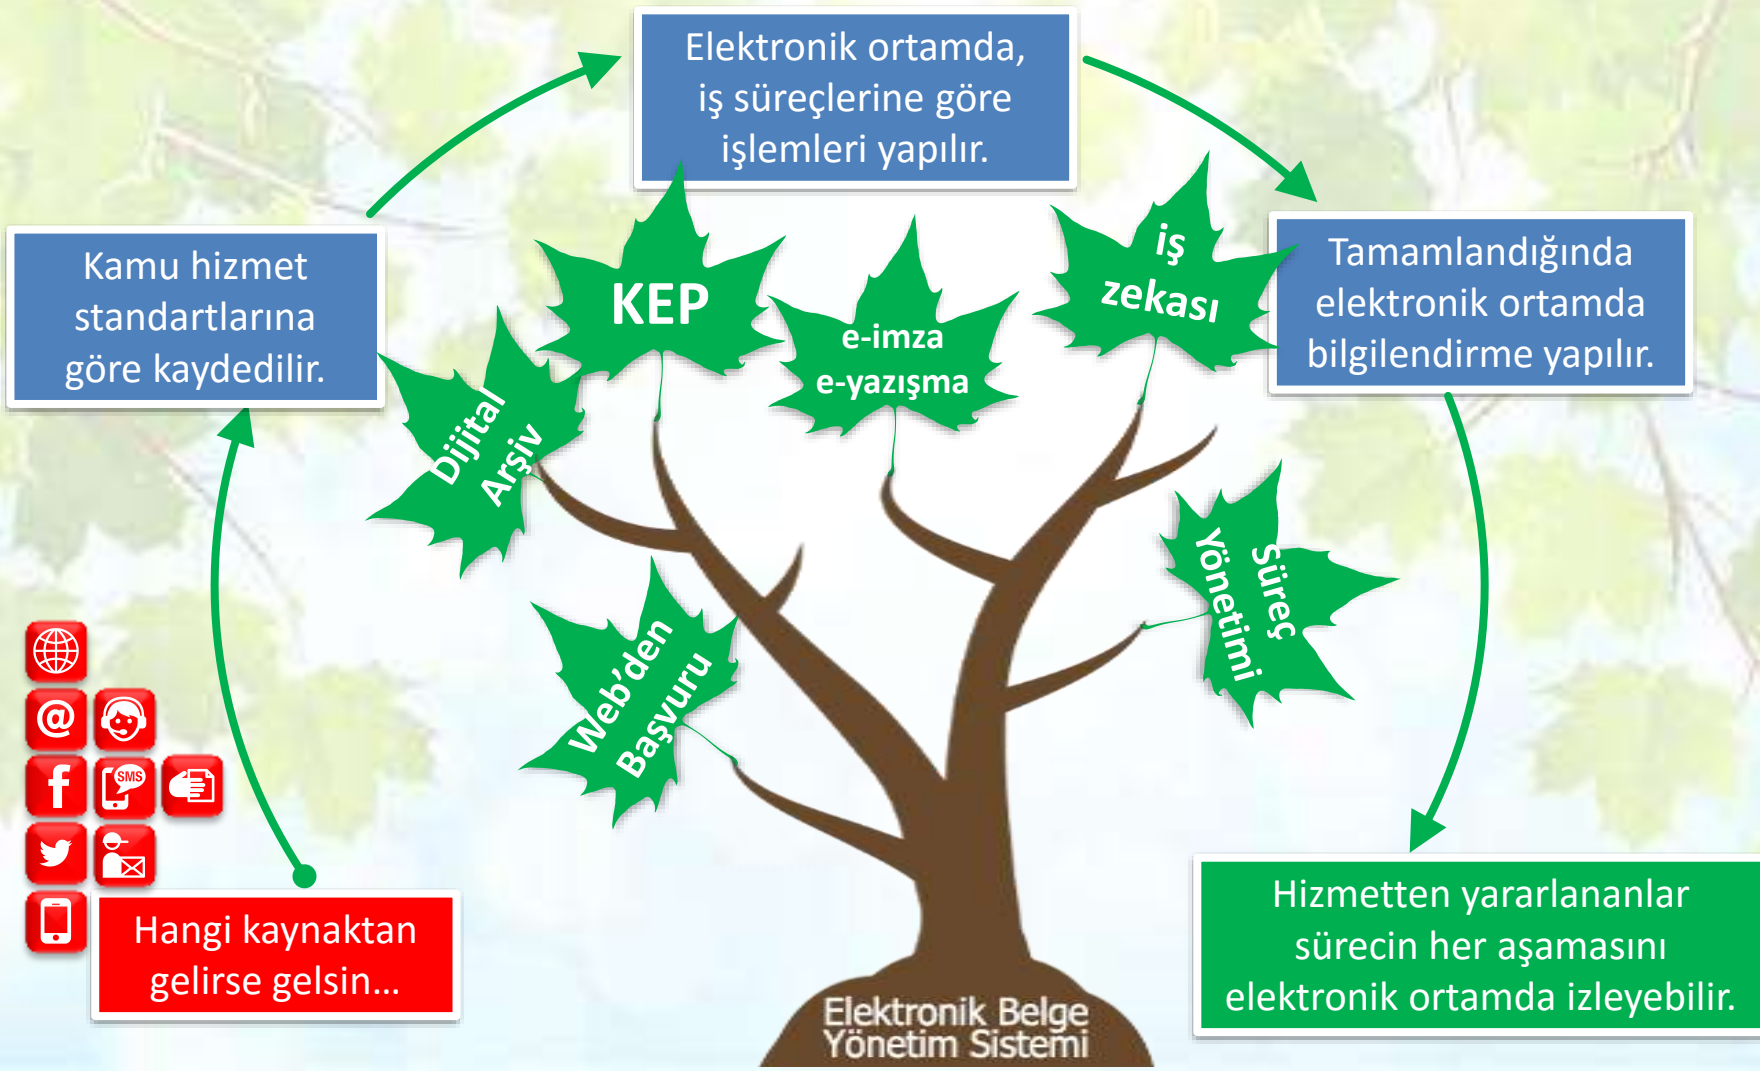 Elektronik ortamda,
iş süreçlerine göre
işlemleri yapılır.
Kamu hizmet
standartlarına
göre kaydedilir.
Tamamlandığında
elektronik ortamda
bilgilendirme yapılır.
KEP
iş
zekası
e-imza
e-yazışma
Dijital
Arşiv
Süreç
Yönetimi
Web'den
Başvuru
@
f
SMS
Hangi kaynaktan
gelirse gelsin...
Hizmetten yararlananlar
sürecin her aşamasını
elektronik ortamda izleyebilir.
Elektronik Belge
Yönetim Sistemi